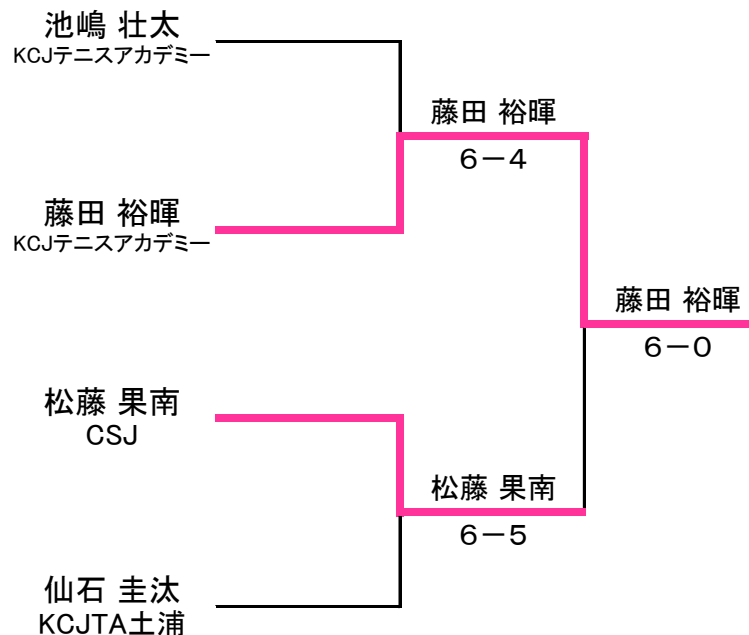 池嶋 壮太
KCJテニスアカデミー
藤田 裕暉
6－4
藤田 裕暉
KCJテニスアカデミー
藤田 裕暉
6－0
松藤 果南
CSJ
松藤 果南
6－5
仙石 圭汰
KCJTA土浦